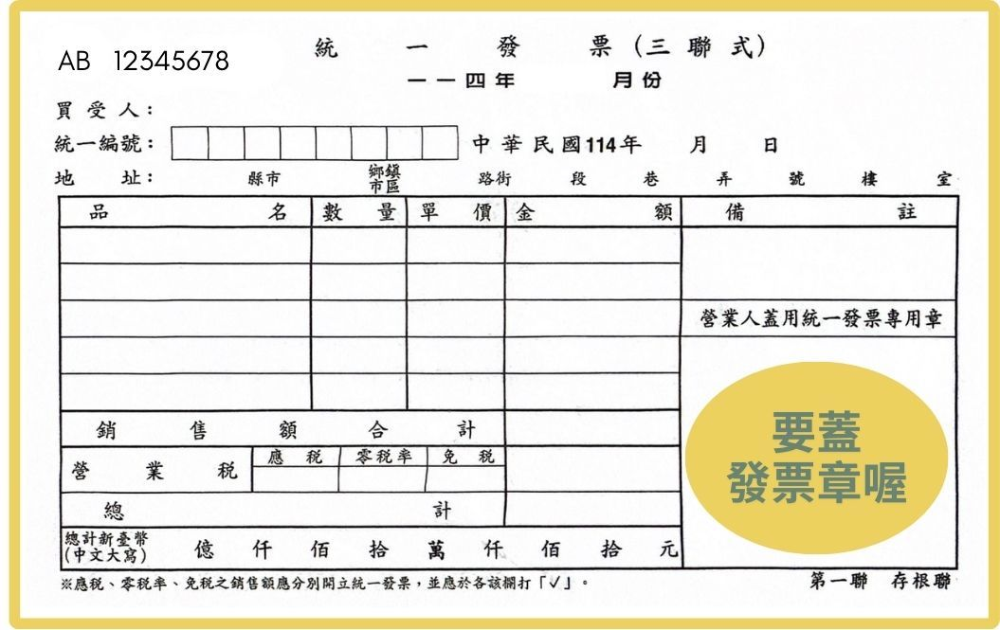 AB 12345678
統一發票(三聯式)
一一四年 月份
買受人:
統一編號: 中華民國114年 月 日
地址: 縣市 鄉鎮市區 路街 段 巷 弄 號 樓 室
品名 數量 單價 金額 備註
營業人蓋用統一發票專用章
銷售額合計
營業稅 應稅 零稅率 免稅
總計
總計新臺幣
(中文大寫) 億 仟 佰 拾 萬 仟 佰 拾 元
要蓋
發票章喔
※應稅、零稅率、免稅之銷售額應分別開立統一發票,並應於各該欄打「✓」。
第一聯 存根聯